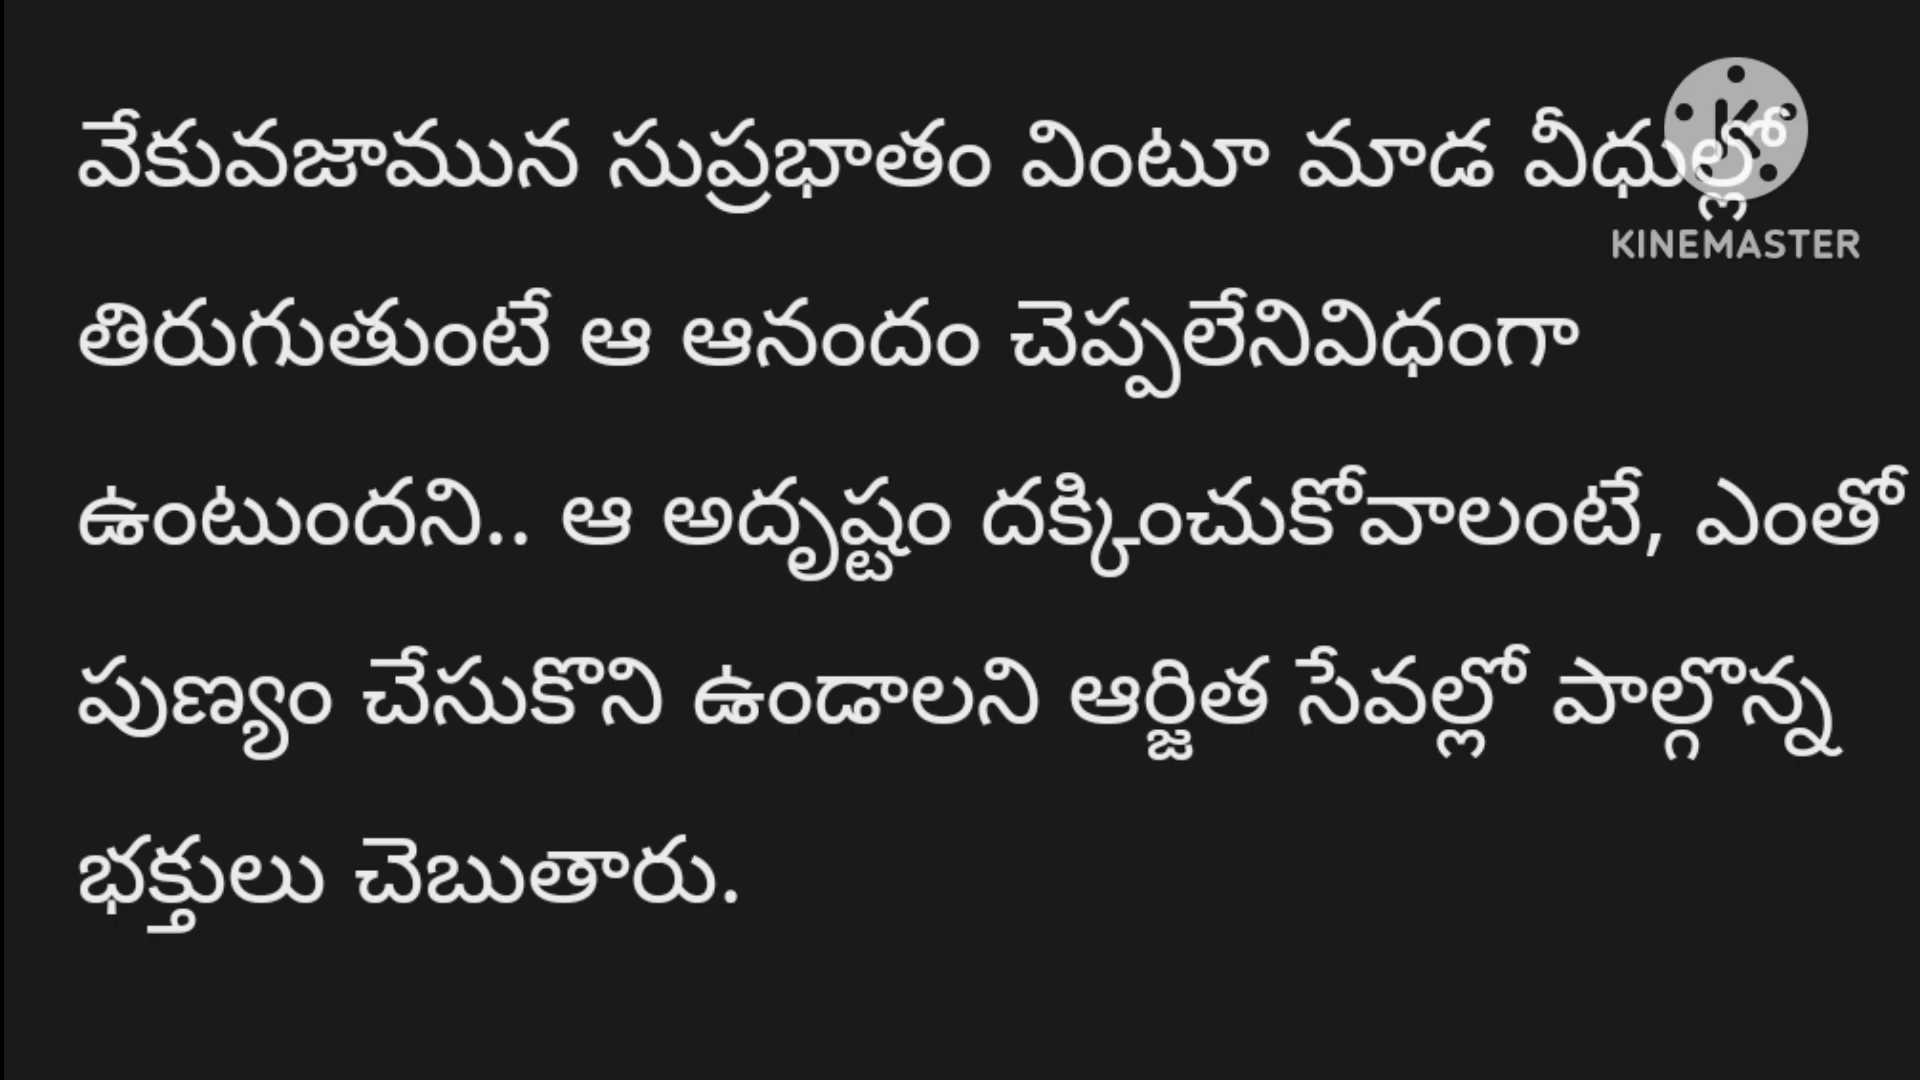 వేకువజామున సుప్రభాతం వింటూ మాడ వీధుల్లో
KINEMASTER
తిరుగుతుంటే ఆ ఆనందం చెప్పలేనివిధంగా
ఉంటుందని.. ఆ అదృష్టం దక్కించుకోవాలంటే, ఎంతో
పుణ్యం చేసుకొని ఉండాలని ఆర్జిత సేవల్లో పాల్గొన్న
భక్తులు చెబుతారు.